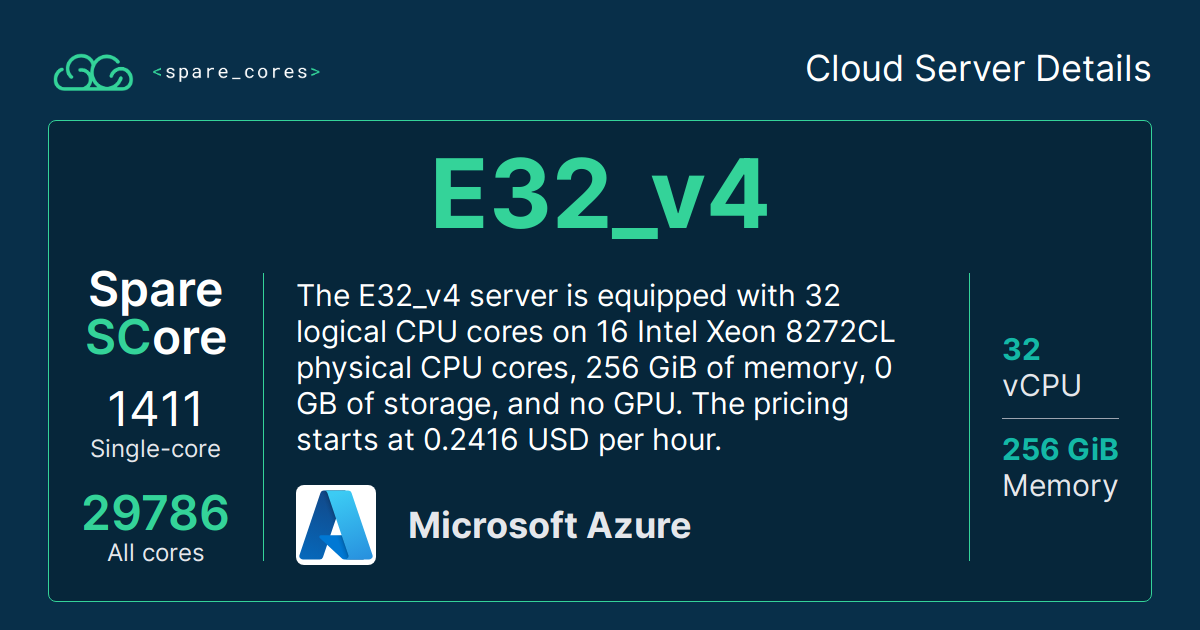 <spare_cores>
Cloud Server Details
E32_v4
Spare
SCore
1411
Single-core
29786
All cores
The E32_v4 server is equipped with 32
logical CPU cores on 16 Intel Xeon 8272CL
physical CPU cores, 256 GiB of memory, 0
GB of storage, and no GPU. The pricing
starts at 0.2416 USD per hour.
Microsoft Azure
32
vCPU
256 GiB
Memory